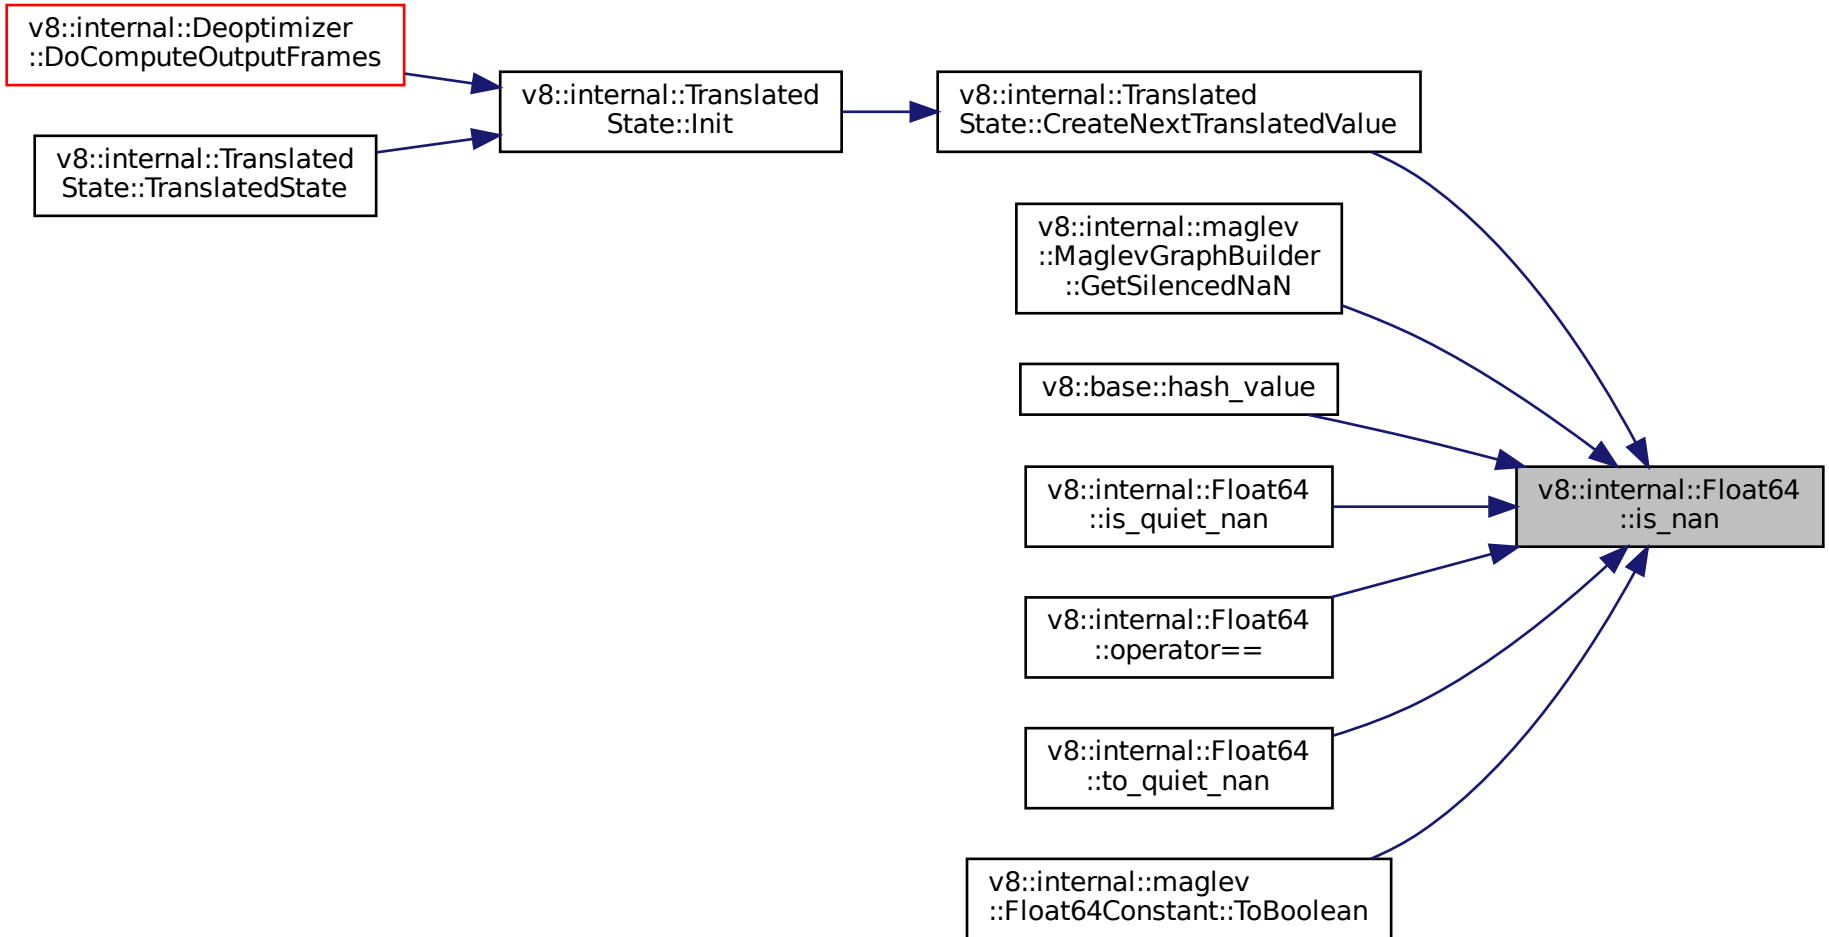 v8::internal::Deoptimizer
::DoComputeOutputFrames
v8::internal::Translated
State::TranslatedState
v8::internal::Translated
State::Init
v8::internal::Translated
State::CreateNextTranslatedValue
v8::internal::maglev
::MaglevGraphBuilder
::GetSilencedNaN
v8::base::hash_value
v8::internal::Float64
::is_quiet_nan
v8::internal::Float64
::operator==
v8::internal::Float64
::to_quiet_nan
v8::internal::maglev
::Float64Constant::ToBoolean
v8::internal::Float64
::is_nan